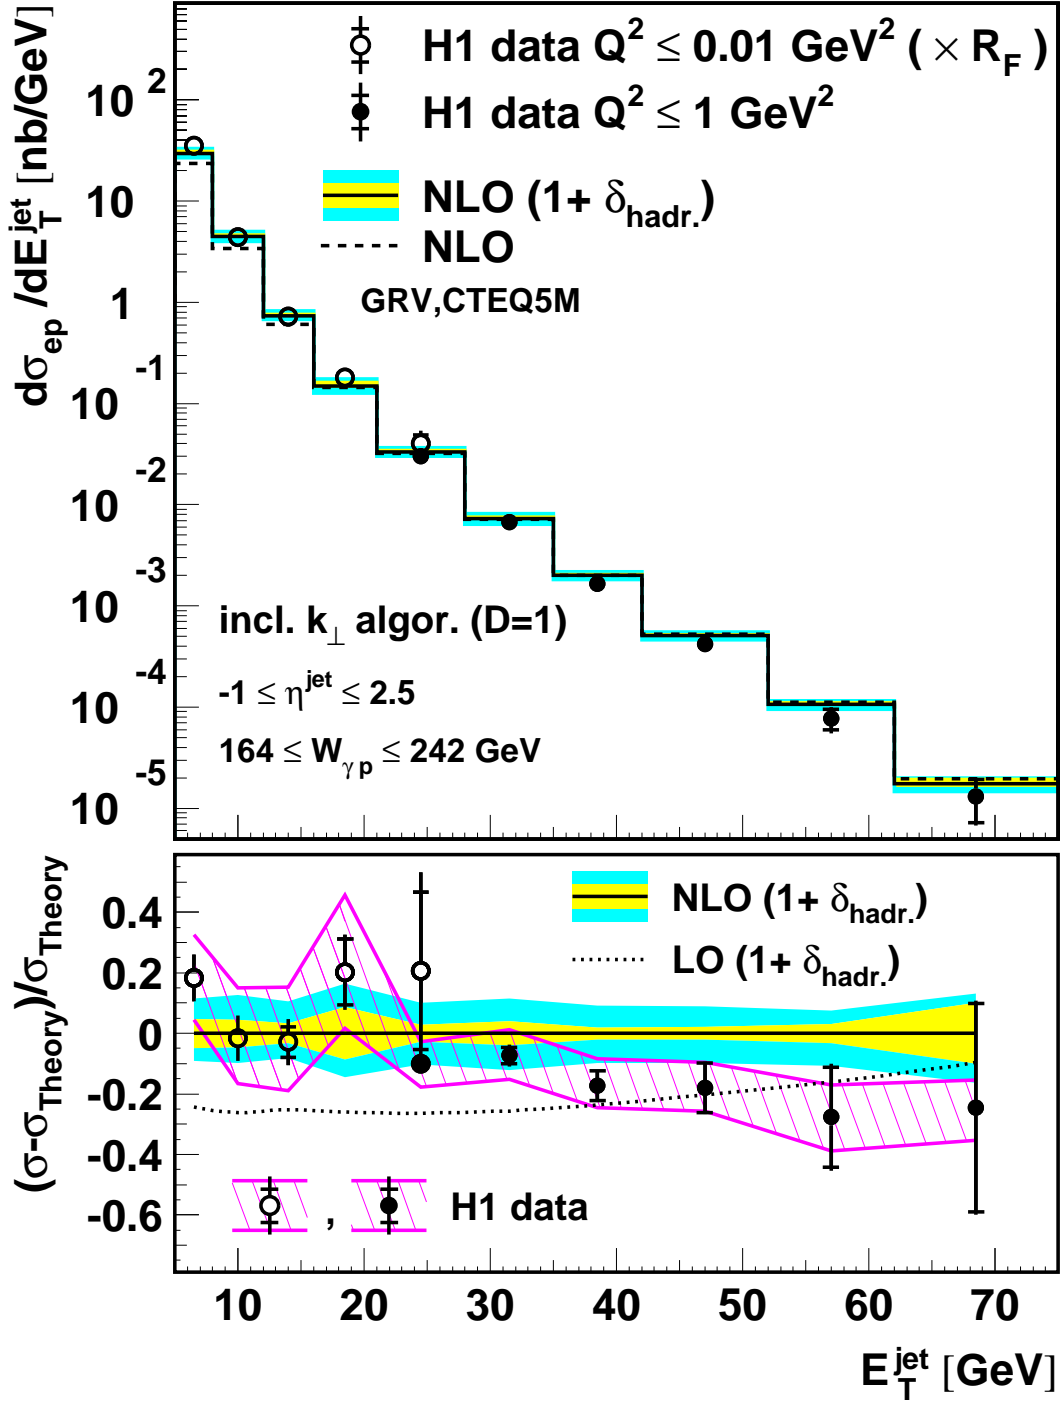 H1 data Q² ≤ 0.01 GeV² ( × R_F )
H1 data Q² ≤ 1 GeV²
NLO (1+ δ_hadr.)
NLO
GRV,CTEQ5M
dσ_ep /dE_T^jet [nb/GeV]
10²
10
1
10⁻¹
10⁻²
10⁻³
10⁻⁴
10⁻⁵
incl. k_⊥ algor. (D=1)
-1 ≤ η^jet ≤ 2.5
164 ≤ W_γp ≤ 242 GeV
(σ-σ_Theory)/σ_Theory
0.4
0.2
0
-0.2
-0.4
-0.6
NLO (1+ δ_hadr.)
LO (1+ δ_hadr.)
, H1 data
10 20 30 40 50 60 70
E_T^jet [GeV]